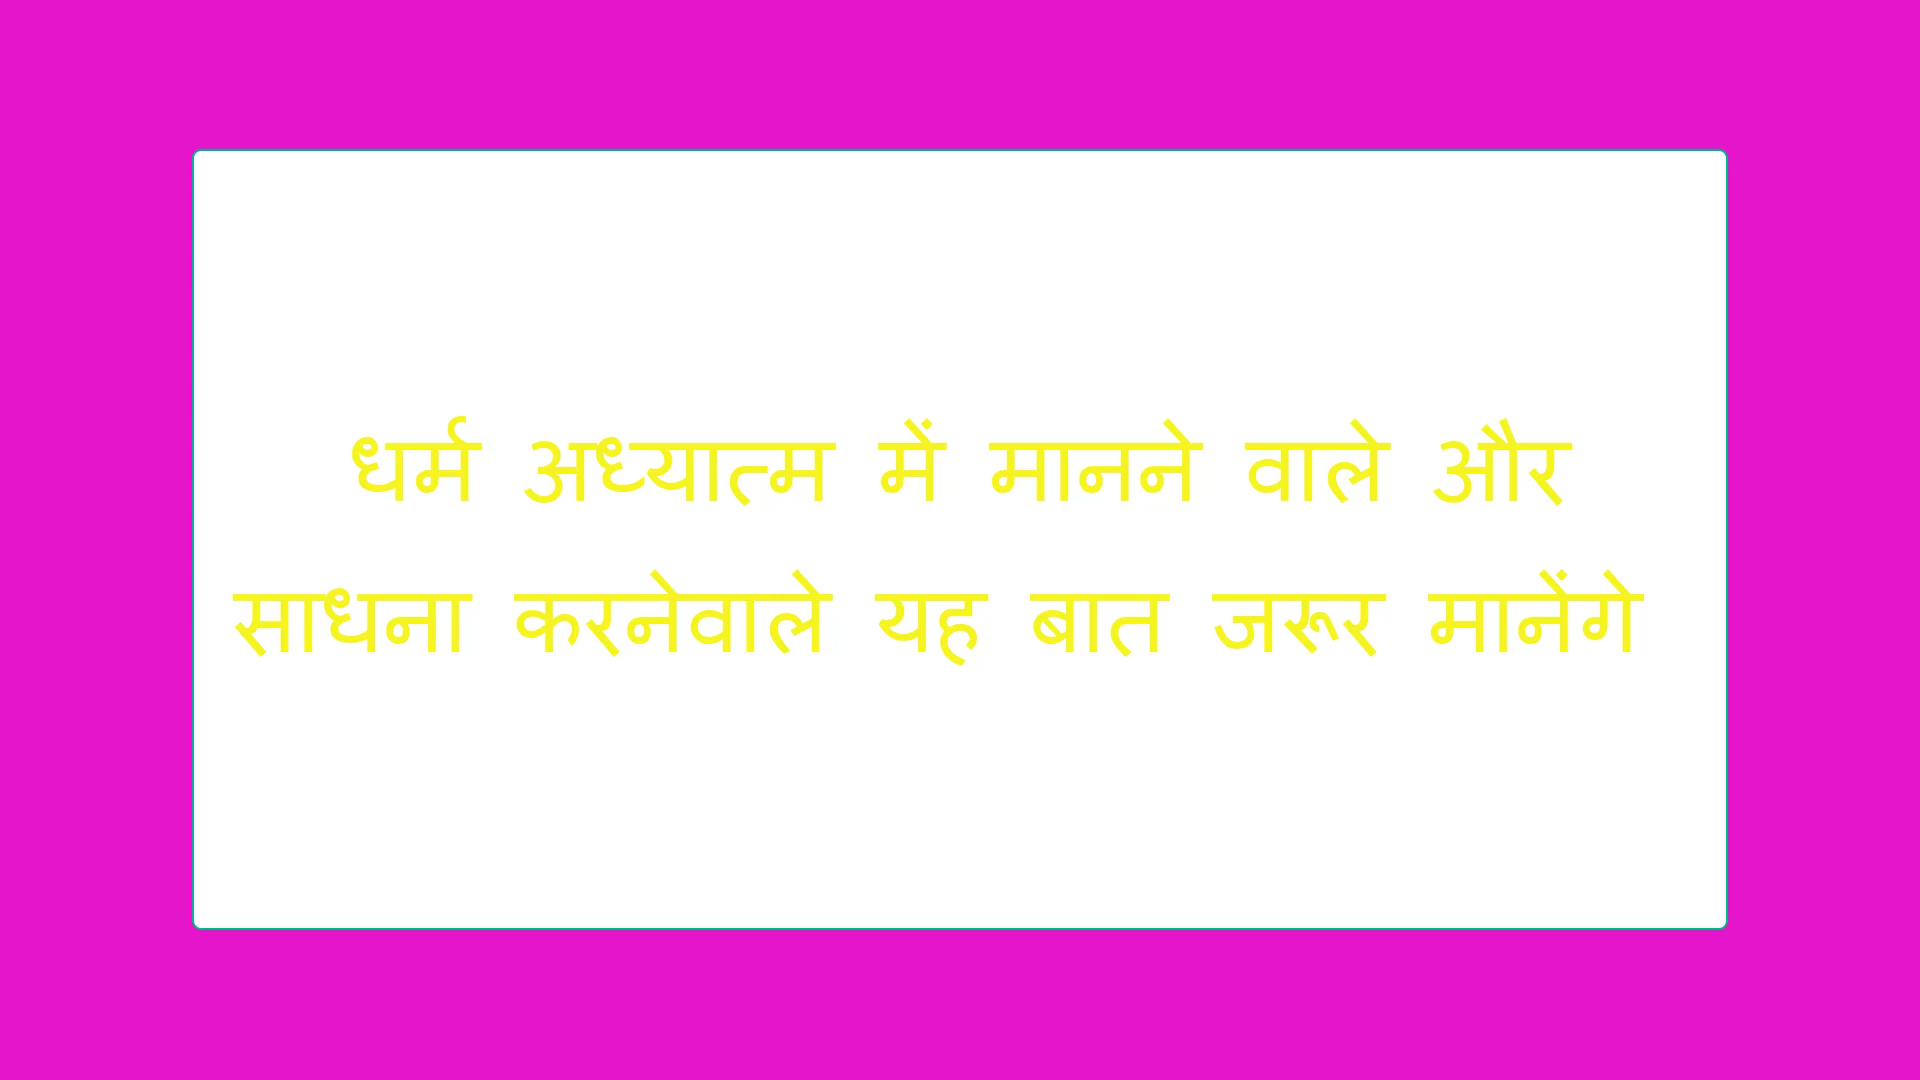 धर्म अध्यात्म में मानने वाले और
साधना करनेवाले यह बात जरूर मानेंगे